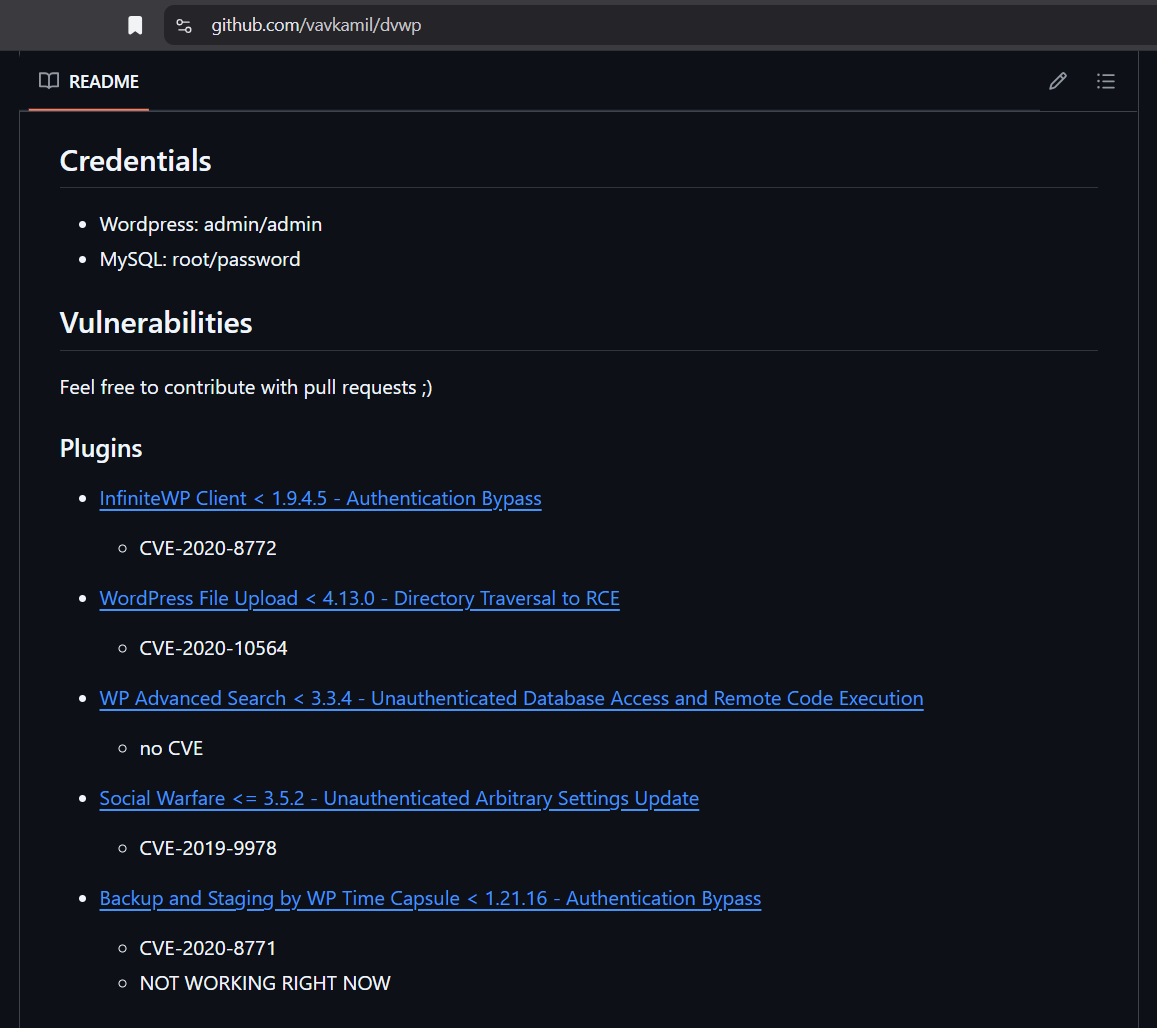 github.com/vavkamil/dvwp
README
Credentials
Wordpress: admin/admin
MySQL: root/password
Vulnerabilities
Feel free to contribute with pull requests ;)
Plugins
InfiniteWP Client < 1.9.4.5 - Authentication Bypass
CVE-2020-8772
WordPress File Upload < 4.13.0 - Directory Traversal to RCE
CVE-2020-10564
WP Advanced Search < 3.3.4 - Unauthenticated Database Access and Remote Code Execution
no CVE
Social Warfare <= 3.5.2 - Unauthenticated Arbitrary Settings Update
CVE-2019-9978
Backup and Staging by WP Time Capsule < 1.21.16 - Authentication Bypass
CVE-2020-8771
NOT WORKING RIGHT NOW